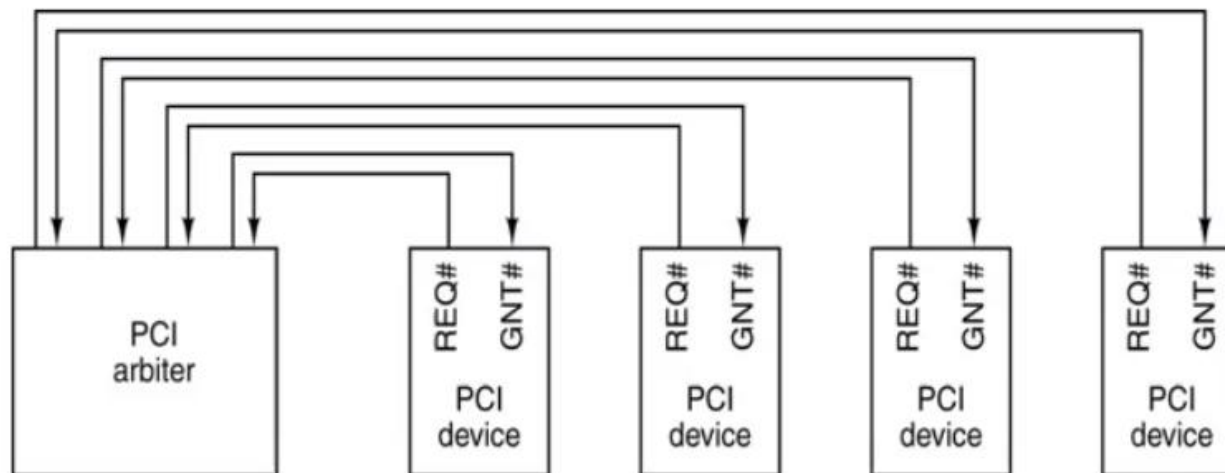 PCI
arbiter
REQ#
GNT#
PCI
device
REQ#
GNT#
PCI
device
REQ#
GNT#
PCI
device
REQ#
GNT#
PCI
device